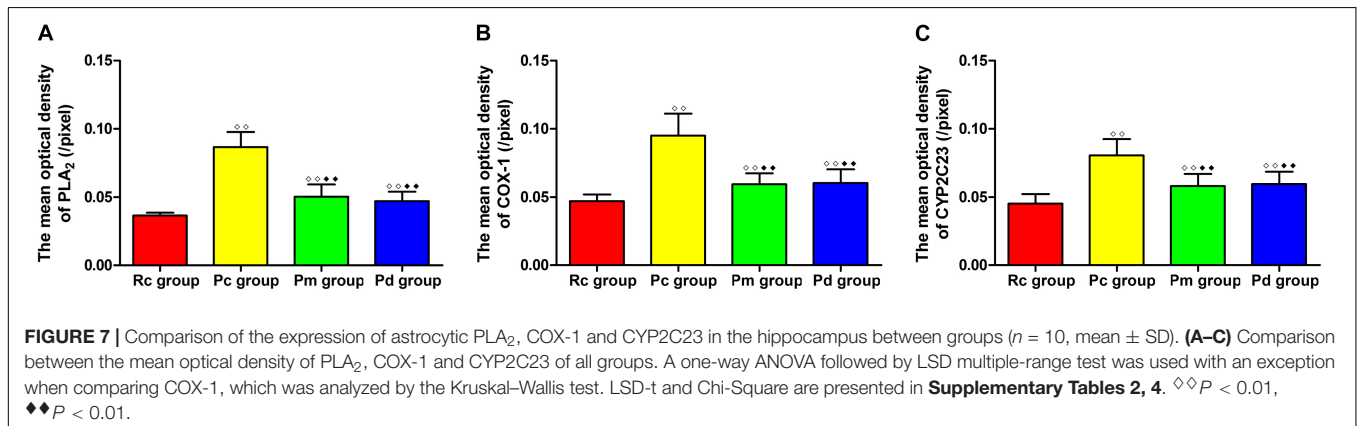 A
The mean optical density
of PLA₂ (/pixel)
0.15
0.10
0.05
0.00
◇◇
◇◇◆◆
◇◇◆◆
Rc group Pc group Pm group Pd group
B
The mean optical density
of COX-1 (/pixel)
0.15
0.10
0.05
0.00
◇◇
◇◇◆◆
◇◇◆◆
Rc group Pc group Pm group Pd group
C
The mean optical density
of CYP2C23 (/pixel)
0.15
0.10
0.05
0.00
◇◇
◇◇◆◆
◇◇◆◆
Rc group Pc group Pm group Pd group
FIGURE 7 | Comparison of the expression of astrocytic PLA₂, COX-1 and CYP2C23 in the hippocampus between groups (n = 10, mean ± SD). (A–C) Comparison
between the mean optical density of PLA₂, COX-1 and CYP2C23 of all groups. A one-way ANOVA followed by LSD multiple-range test was used with an exception
when comparing COX-1, which was analyzed by the Kruskal–Wallis test. LSD-t and Chi-Square are presented in Supplementary Tables 2, 4. ◇◇P < 0.01,
◆◆P < 0.01.